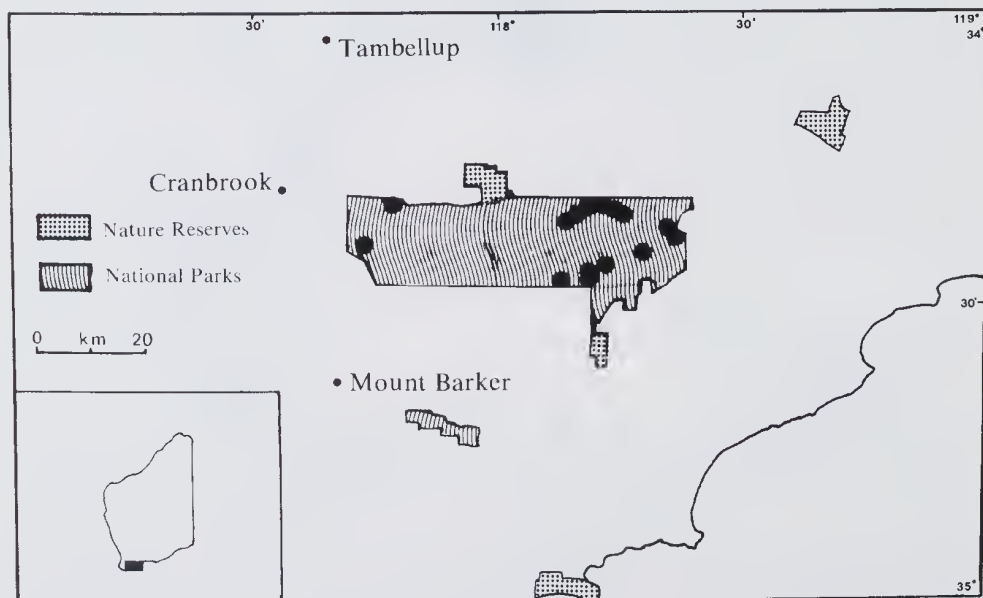 30′ 118° 30′ 119°
34°
Tambellup
Cranbrook
Nature Reserves
National Parks
0 km 20
30′
Mount Barker
35°